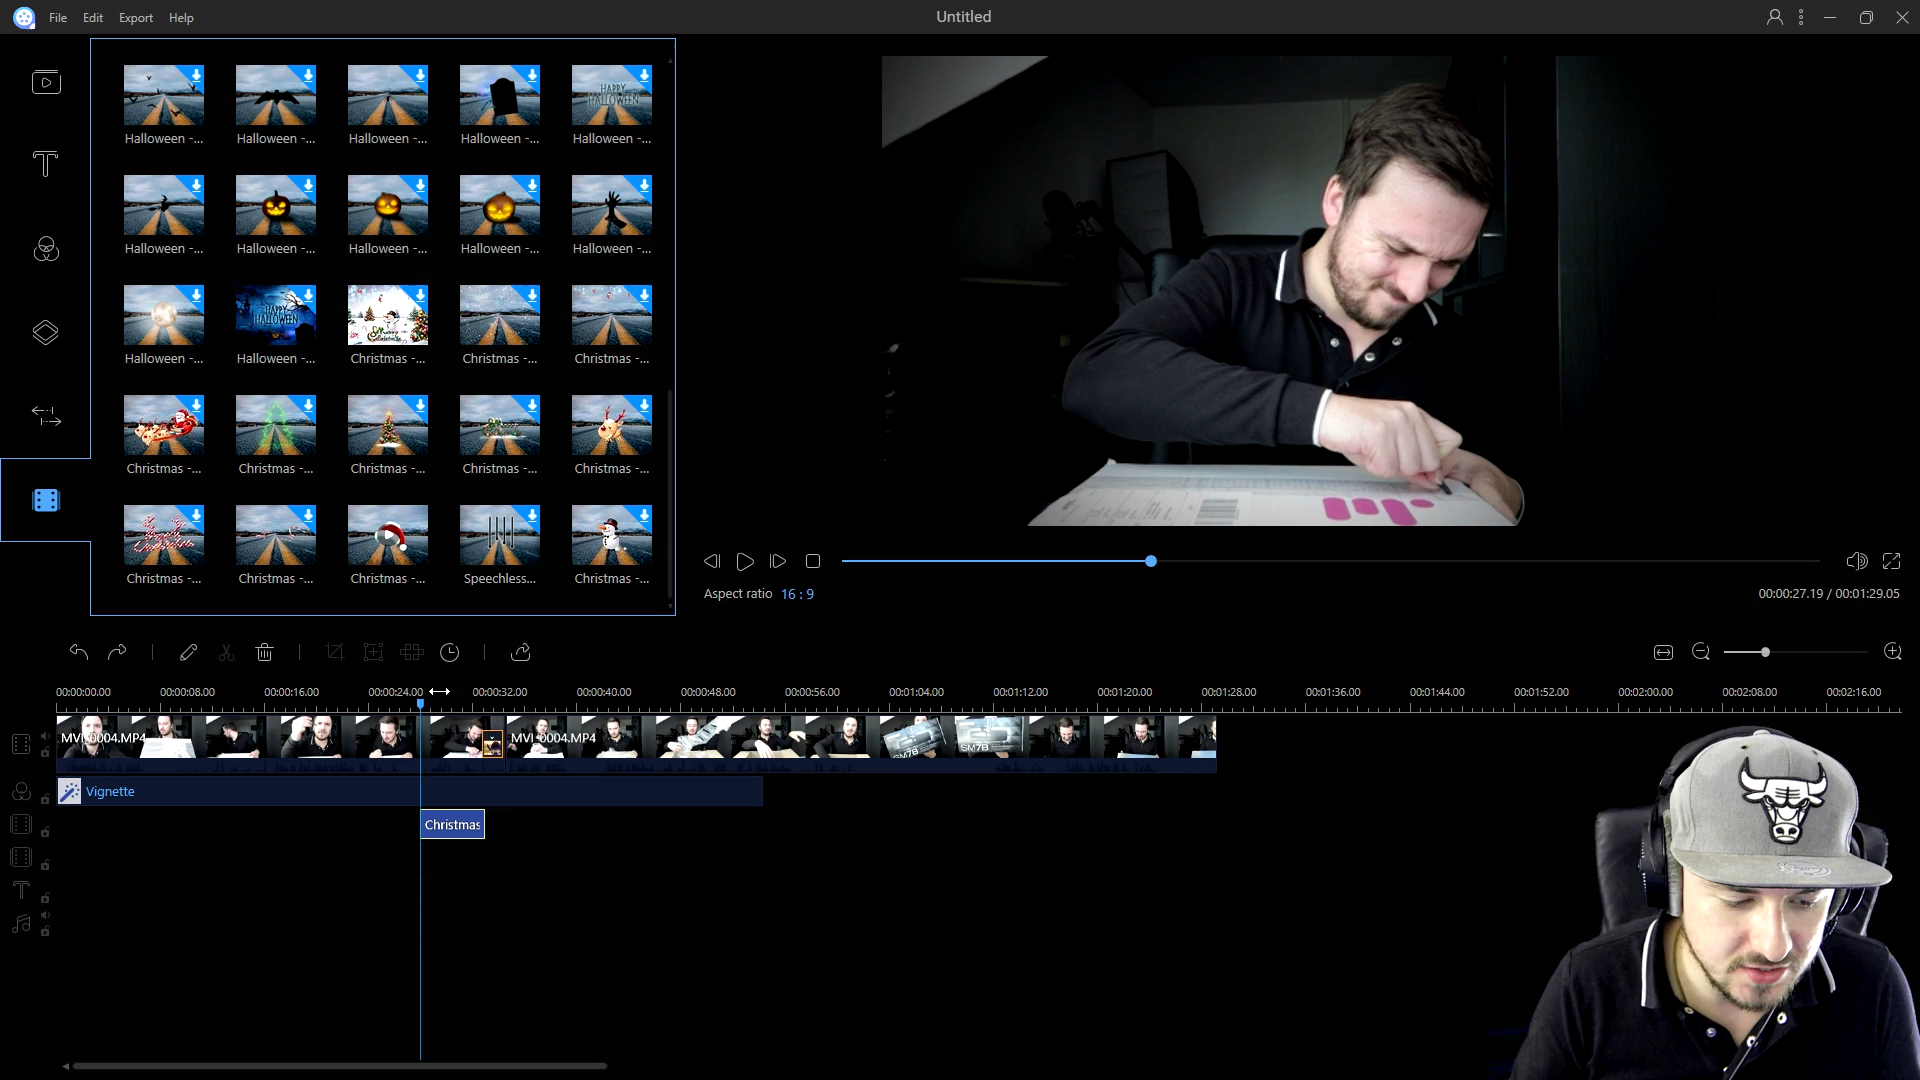 File Edit Export Help
Untitled
HAPPY
HALLOWEEN
Halloween -... Halloween -... Halloween -... Halloween -... Halloween -...
Halloween -... Halloween -... Halloween -... Halloween -... Halloween -...
HAPPY
HALLOWEEN
Halloween -... Halloween -... Christmas -... Christmas -... Christmas -...
Christmas -... Christmas -... Christmas -... Christmas -... Christmas -...
Christmas -... Christmas -... Christmas -... Speechless... Christmas -...
Aspect ratio 16 : 9
00:00:27.19 / 00:01:29.05
00:00:00.00 00:00:08.00 00:00:16.00 00:00:24.00 00:00:32.00 00:00:40.00 00:00:48.00 00:00:56.00 00:01:04.00 00:01:12.00 00:01:20.00 00:01:28.00 00:01:36.00 00:01:44.00 00:01:52.00 00:02:00.00 00:02:08.00 00:02:16.00
MVI_0004.MP4 MVI_0004.MP4
SM7B SM7B
Vignette
Christmas